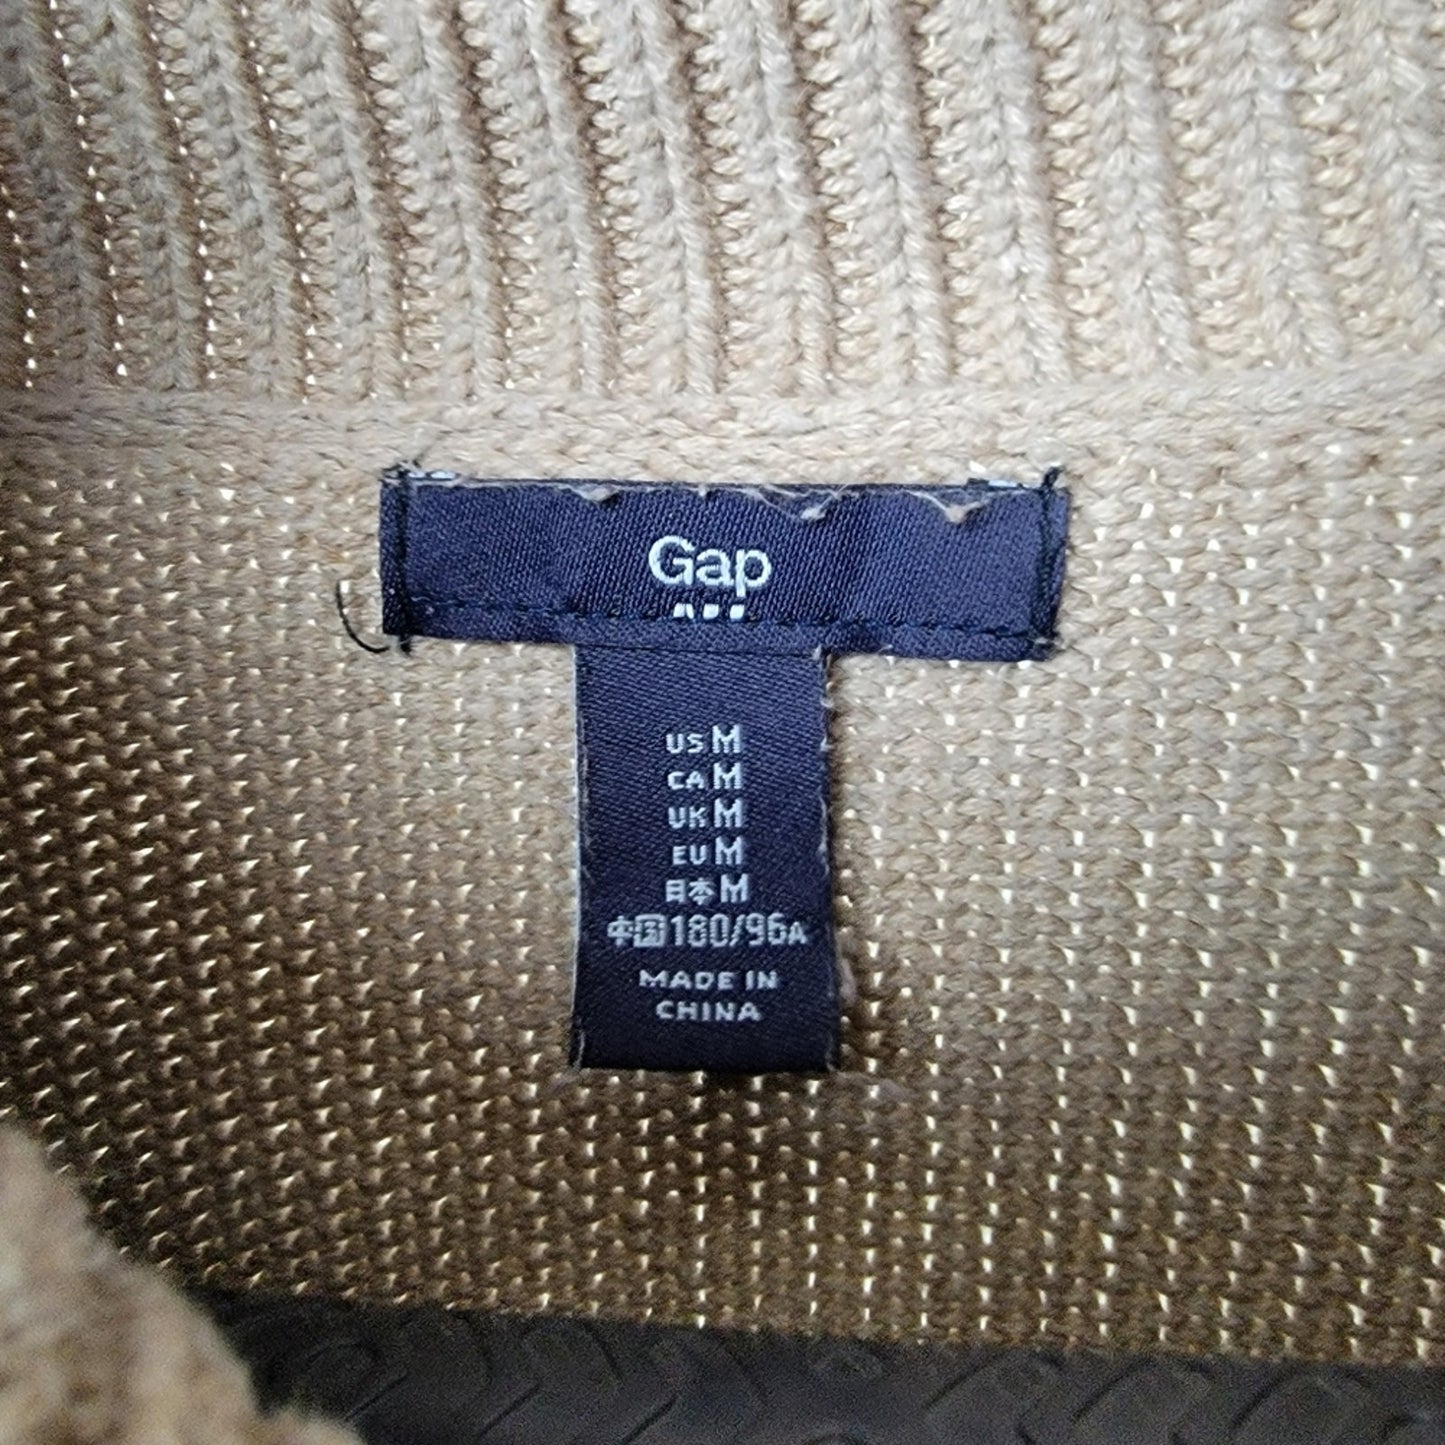 Gap
US M
CA M
UK M
EU M
日本 M
中国 180/96A
MADE IN
CHINA